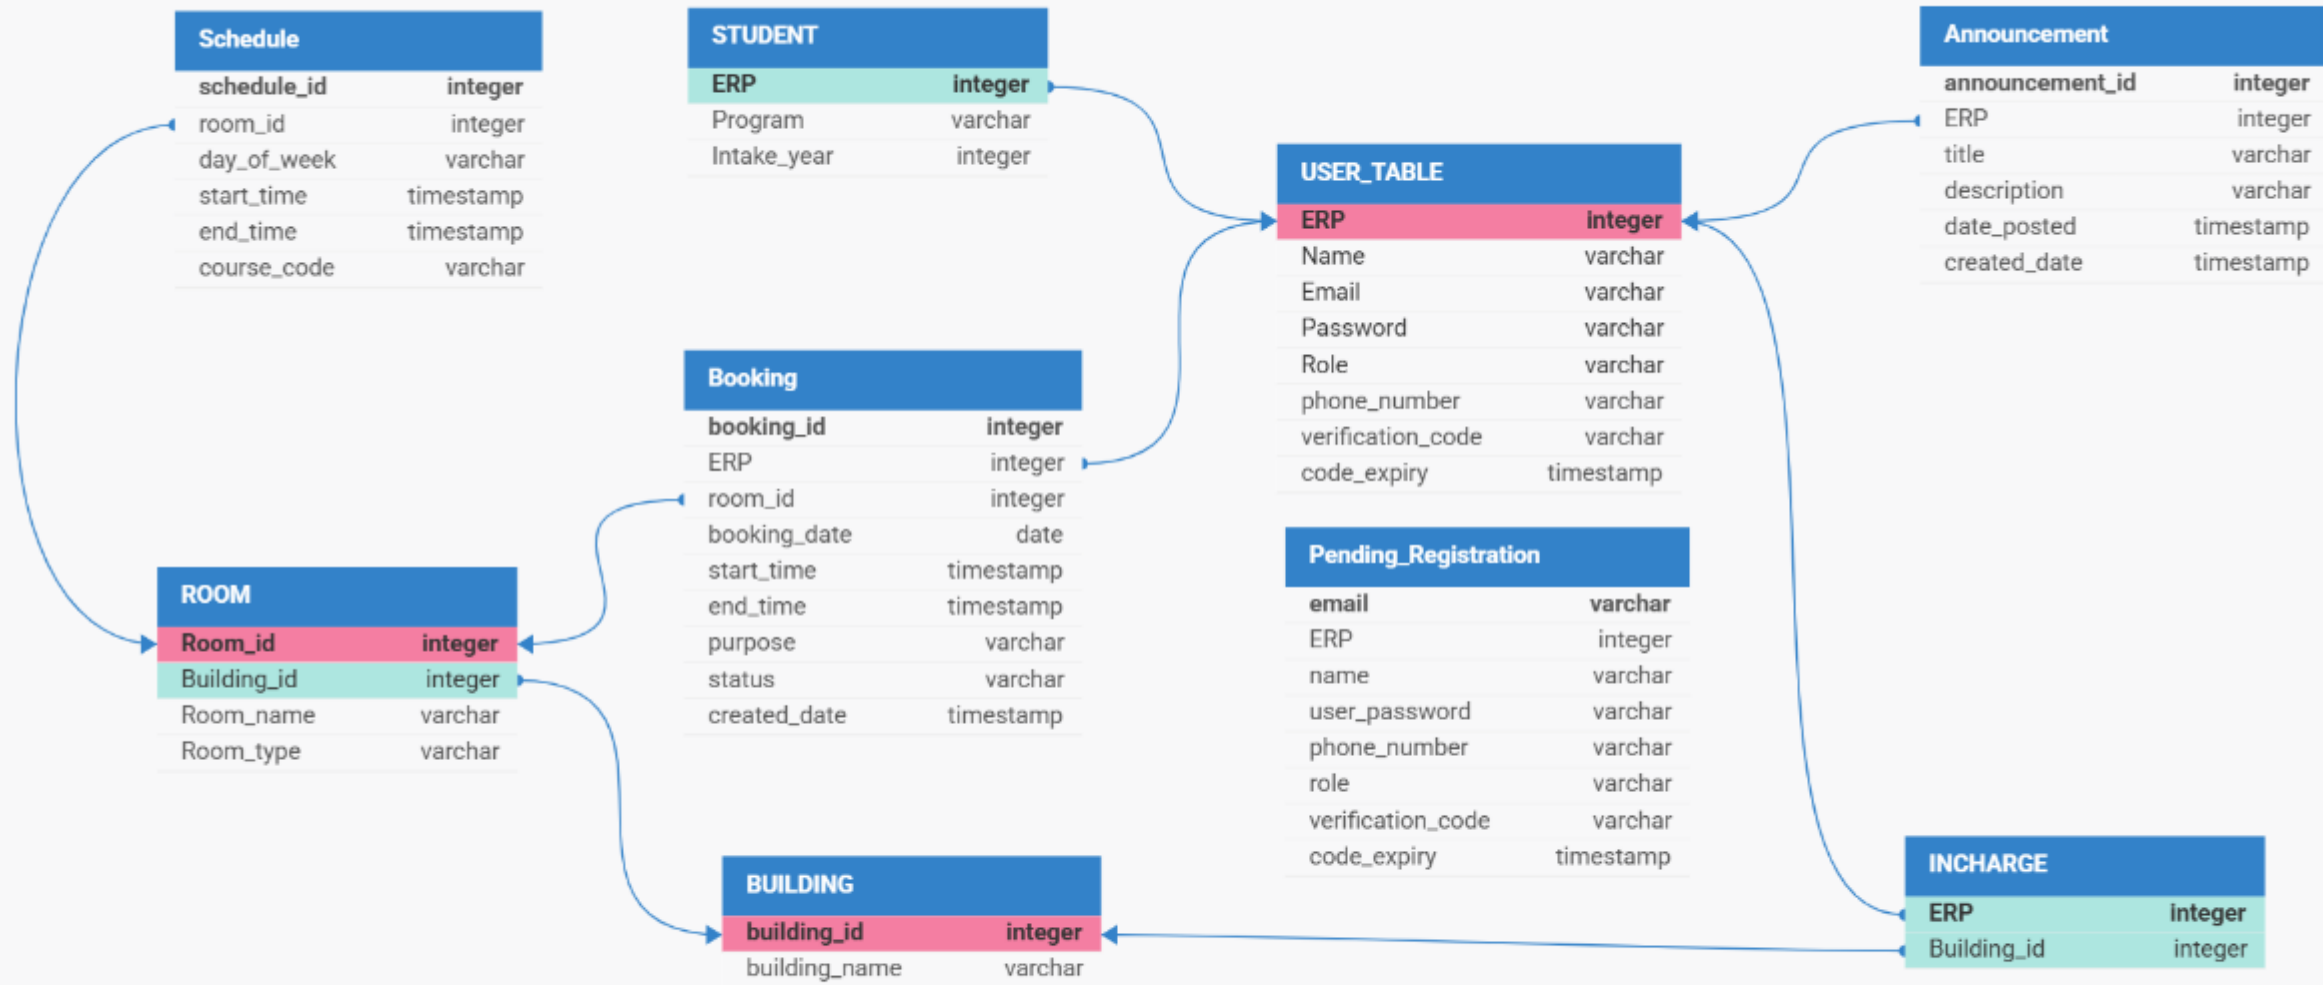 Schedule
schedule_id integer
room_id integer
day_of_week varchar
start_time timestamp
end_time timestamp
course_code varchar
STUDENT
ERP integer
Program varchar
Intake_year integer
USER_TABLE
ERP integer
Name varchar
Email varchar
Password varchar
Role varchar
phone_number varchar
verification_code varchar
code_expiry timestamp
Announcement
announcement_id integer
ERP integer
title varchar
description varchar
date_posted timestamp
created_date timestamp
Booking
booking_id integer
ERP integer
room_id integer
booking_date date
start_time timestamp
end_time timestamp
purpose varchar
status varchar
created_date timestamp
ROOM
Room_id integer
Building_id integer
Room_name varchar
Room_type varchar
Pending_Registration
email varchar
ERP integer
name varchar
user_password varchar
phone_number varchar
role varchar
verification_code varchar
code_expiry timestamp
BUILDING
building_id integer
building_name varchar
INCHARGE
ERP integer
Building_id integer